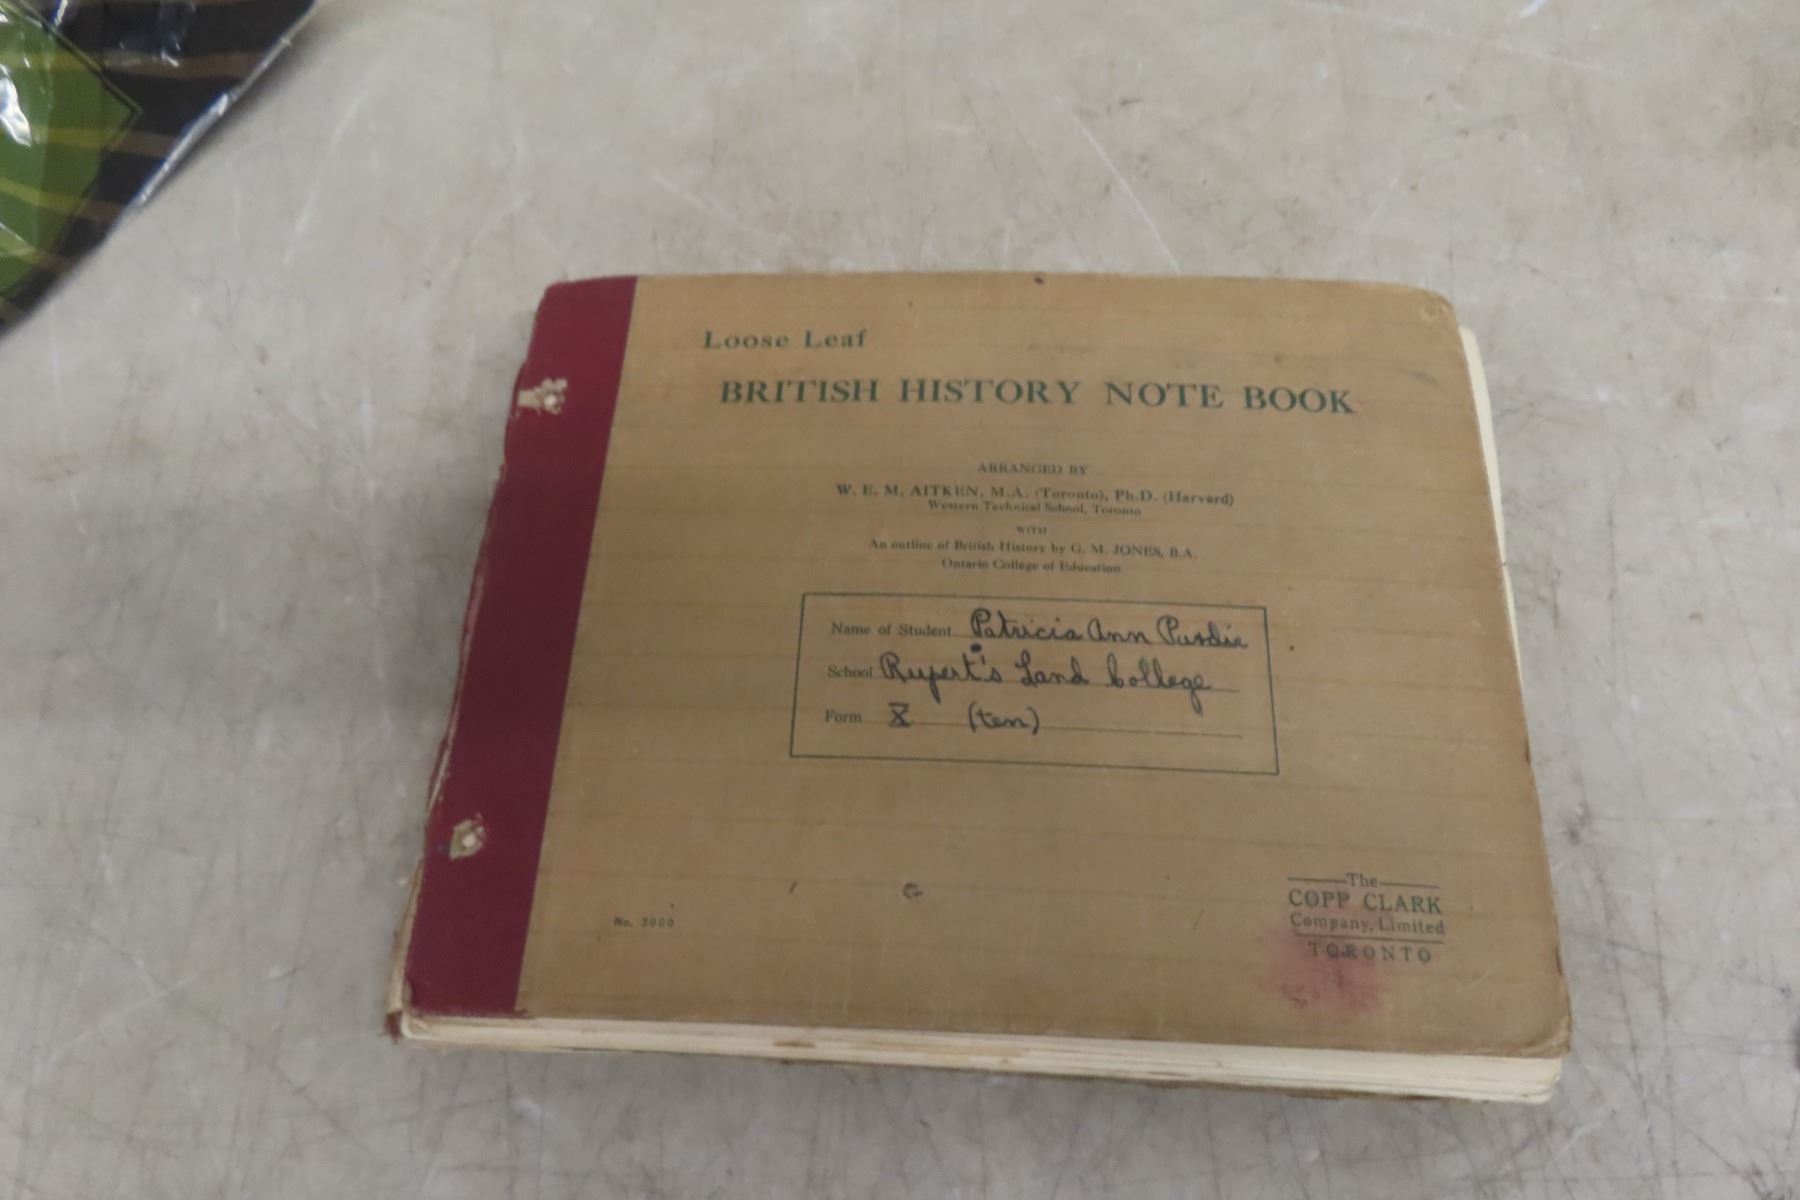 Loose Leaf
BRITISH HISTORY NOTE BOOK
ARRANGED BY
W. E. M. AITKEN, M.A. (Toronto), Ph.D. (Harvard)
Western Technical School, Toronto
WITH
An outline of British History by G. M. JONES, B.A.
Ontario College of Education
Name of Student Patricia Ann Purdie
School Rupert's Land College
Form X (ten)
No. 3000
The
COPP CLARK
Company, Limited
TORONTO